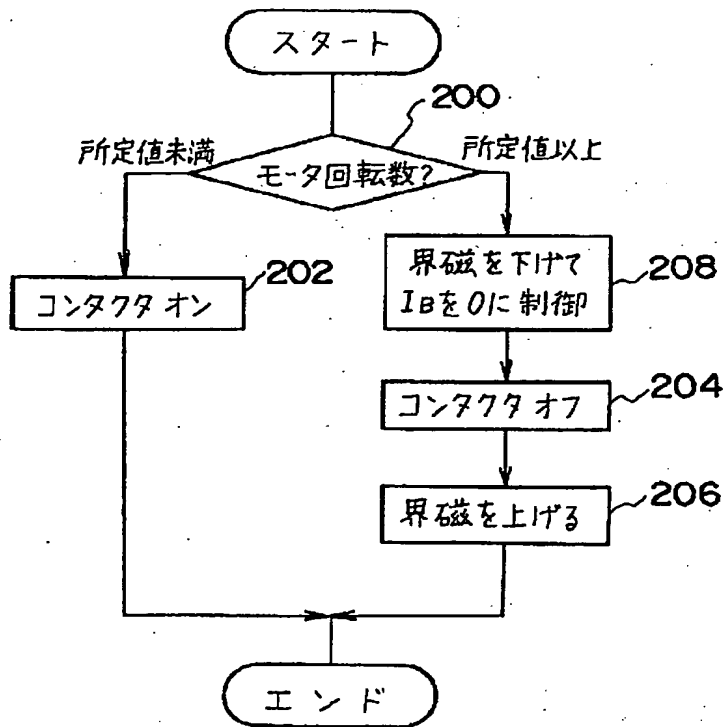 スタート
200
所定値未満
所定値以上
モータ回転数?
202
コンタクタオン
界磁を下げて
IBを0に制御
208
コンタクタオフ
204
界磁を上げる
206
エンド